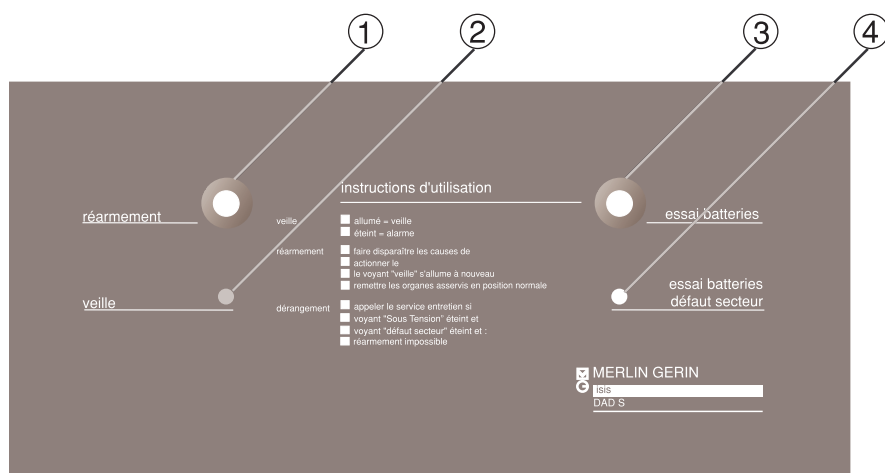 1 2 3 4
instructions d'utilisation
réarmement
essai batteries
veille
allumé = veille
éteint = alarme
réarmement
faire disparaître les causes de
actionner le
le voyant "veille" s'allume à nouveau
remettre les organes asservis en position normale
veille
essai batteries
défaut secteur
dérangement
appeler le service entretien si
voyant "Sous Tension" éteint et
voyant "défaut secteur" éteint et :
réarmement impossible
MERLIN GERIN
isis
DAD S